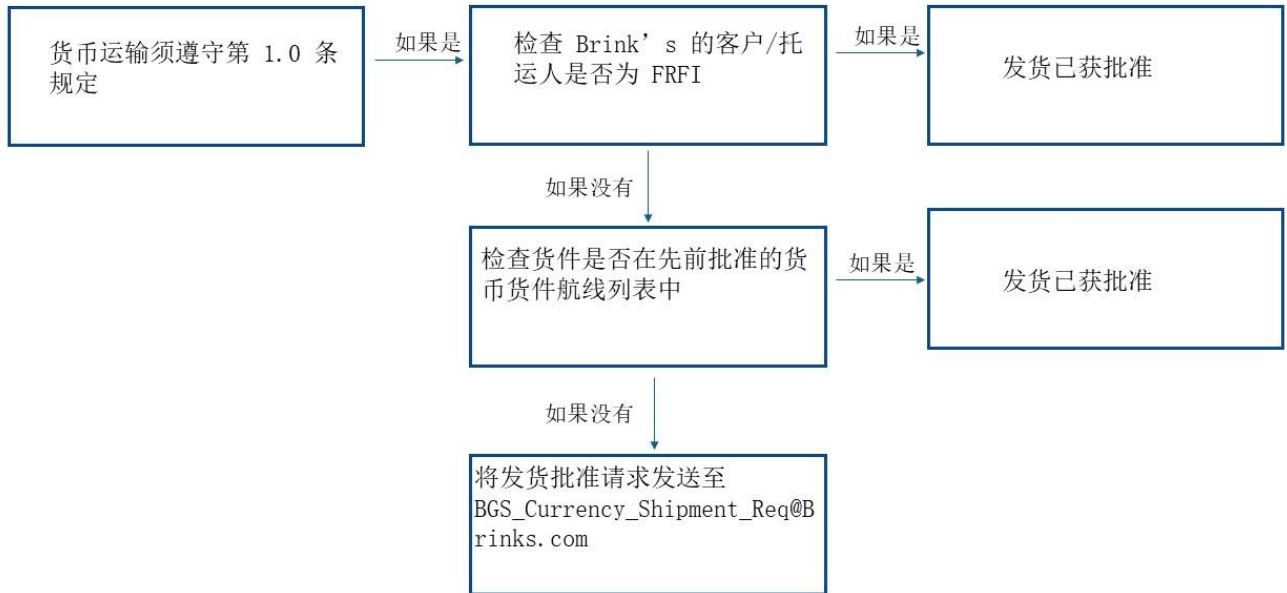 货币运输须遵守第 1.0 条
规定
如果是
检查 Brink’s 的客户/托
运人是否为 FRFI
如果是
发货已获批准
如果没有
检查货件是否在先前批准的货
币货件航线列表中
如果是
发货已获批准
如果没有
将发货批准请求发送至
BGS_Currency_Shipment_Req@B
rinks.com